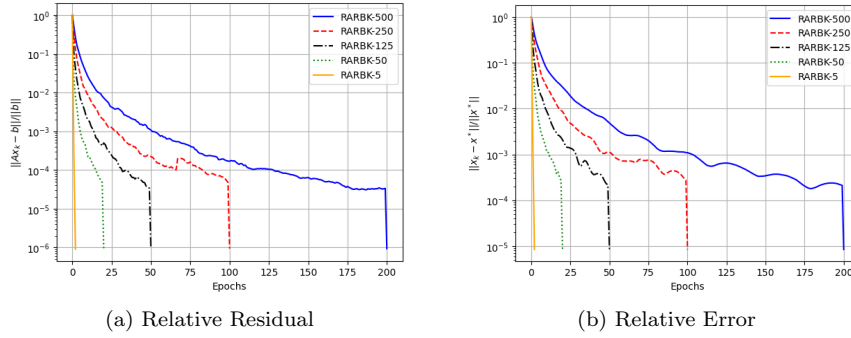 10⁰
10⁻¹
10⁻²
10⁻³
10⁻⁴
10⁻⁵
10⁻⁶
||Ax_k − b||/||b||
0 25 50 75 100 125 150 175 200
Epochs
RARBK-500
RARBK-250
RARBK-125
RARBK-50
RARBK-5
(a) Relative Residual
10⁰
10⁻¹
10⁻²
10⁻³
10⁻⁴
10⁻⁵
||x_k − x*||/||x*||
0 25 50 75 100 125 150 175 200
Epochs
RARBK-500
RARBK-250
RARBK-125
RARBK-50
RARBK-5
(b) Relative Error